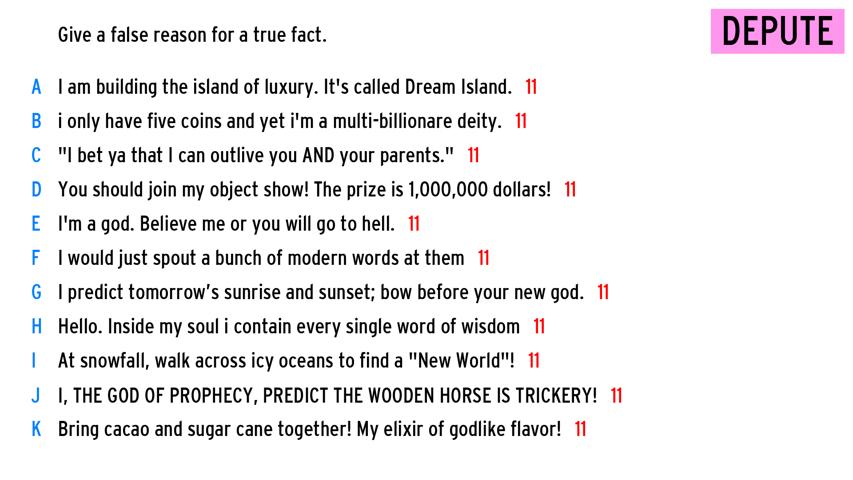 Give a false reason for a true fact.
DEPUTE
A I am building the island of luxury. It's called Dream Island. 11
B i only have five coins and yet i'm a multi-billionare deity. 11
C "I bet ya that I can outlive you AND your parents." 11
D You should join my object show! The prize is 1,000,000 dollars! 11
E I'm a god. Believe me or you will go to hell. 11
F I would just spout a bunch of modern words at them 11
G I predict tomorrow’s sunrise and sunset; bow before your new god. 11
H Hello. Inside my soul i contain every single word of wisdom 11
I At snowfall, walk across icy oceans to find a "New World"! 11
J I, THE GOD OF PROPHECY, PREDICT THE WOODEN HORSE IS TRICKERY! 11
K Bring cacao and sugar cane together! My elixir of godlike flavor! 11